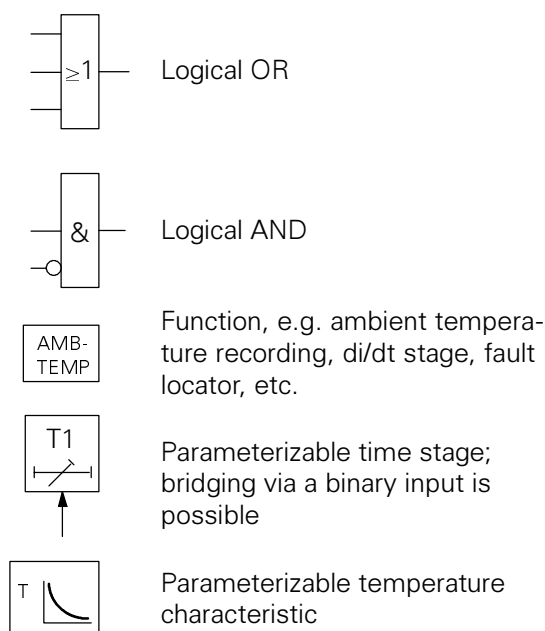 ≥1
Logical OR
&
Logical AND
AMB-
TEMP
Function, e.g. ambient tempera-
ture recording, di/dt stage, fault
locator, etc.
T1
Parameterizable time stage;
bridging via a binary input is
possible
T
Parameterizable temperature
characteristic